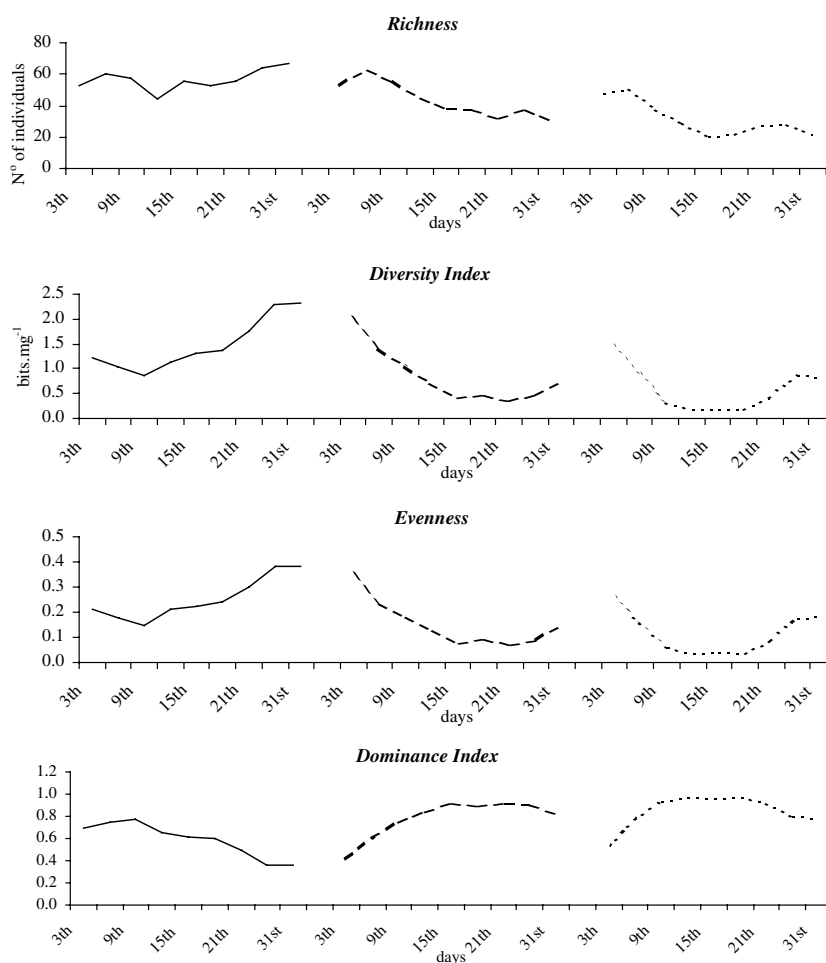 Richness
80
60
40
20
0
Nº of individuals
3th 9th 15th 21th 31st 3th 9th 15th 21th 31st 3th 9th 15th 21th 31st
days
Diversity Index
2.5
2.0
1.5
1.0
0.5
0.0
bits.mg⁻¹
3th 9th 15th 21th 31st 3th 9th 15th 21th 31st 3th 9th 15th 21th 31st
days
Evenness
0.5
0.4
0.3
0.2
0.1
0.0
3th 9th 15th 21th 31st 3th 9th 15th 21th 31st 3th 9th 15th 21th 31st
days
Dominance Index
1.2
1.0
0.8
0.6
0.4
0.2
0.0
3th 9th 15th 21th 31st 3th 9th 15th 21th 31st 3th 9th 15th 21th 31st
days